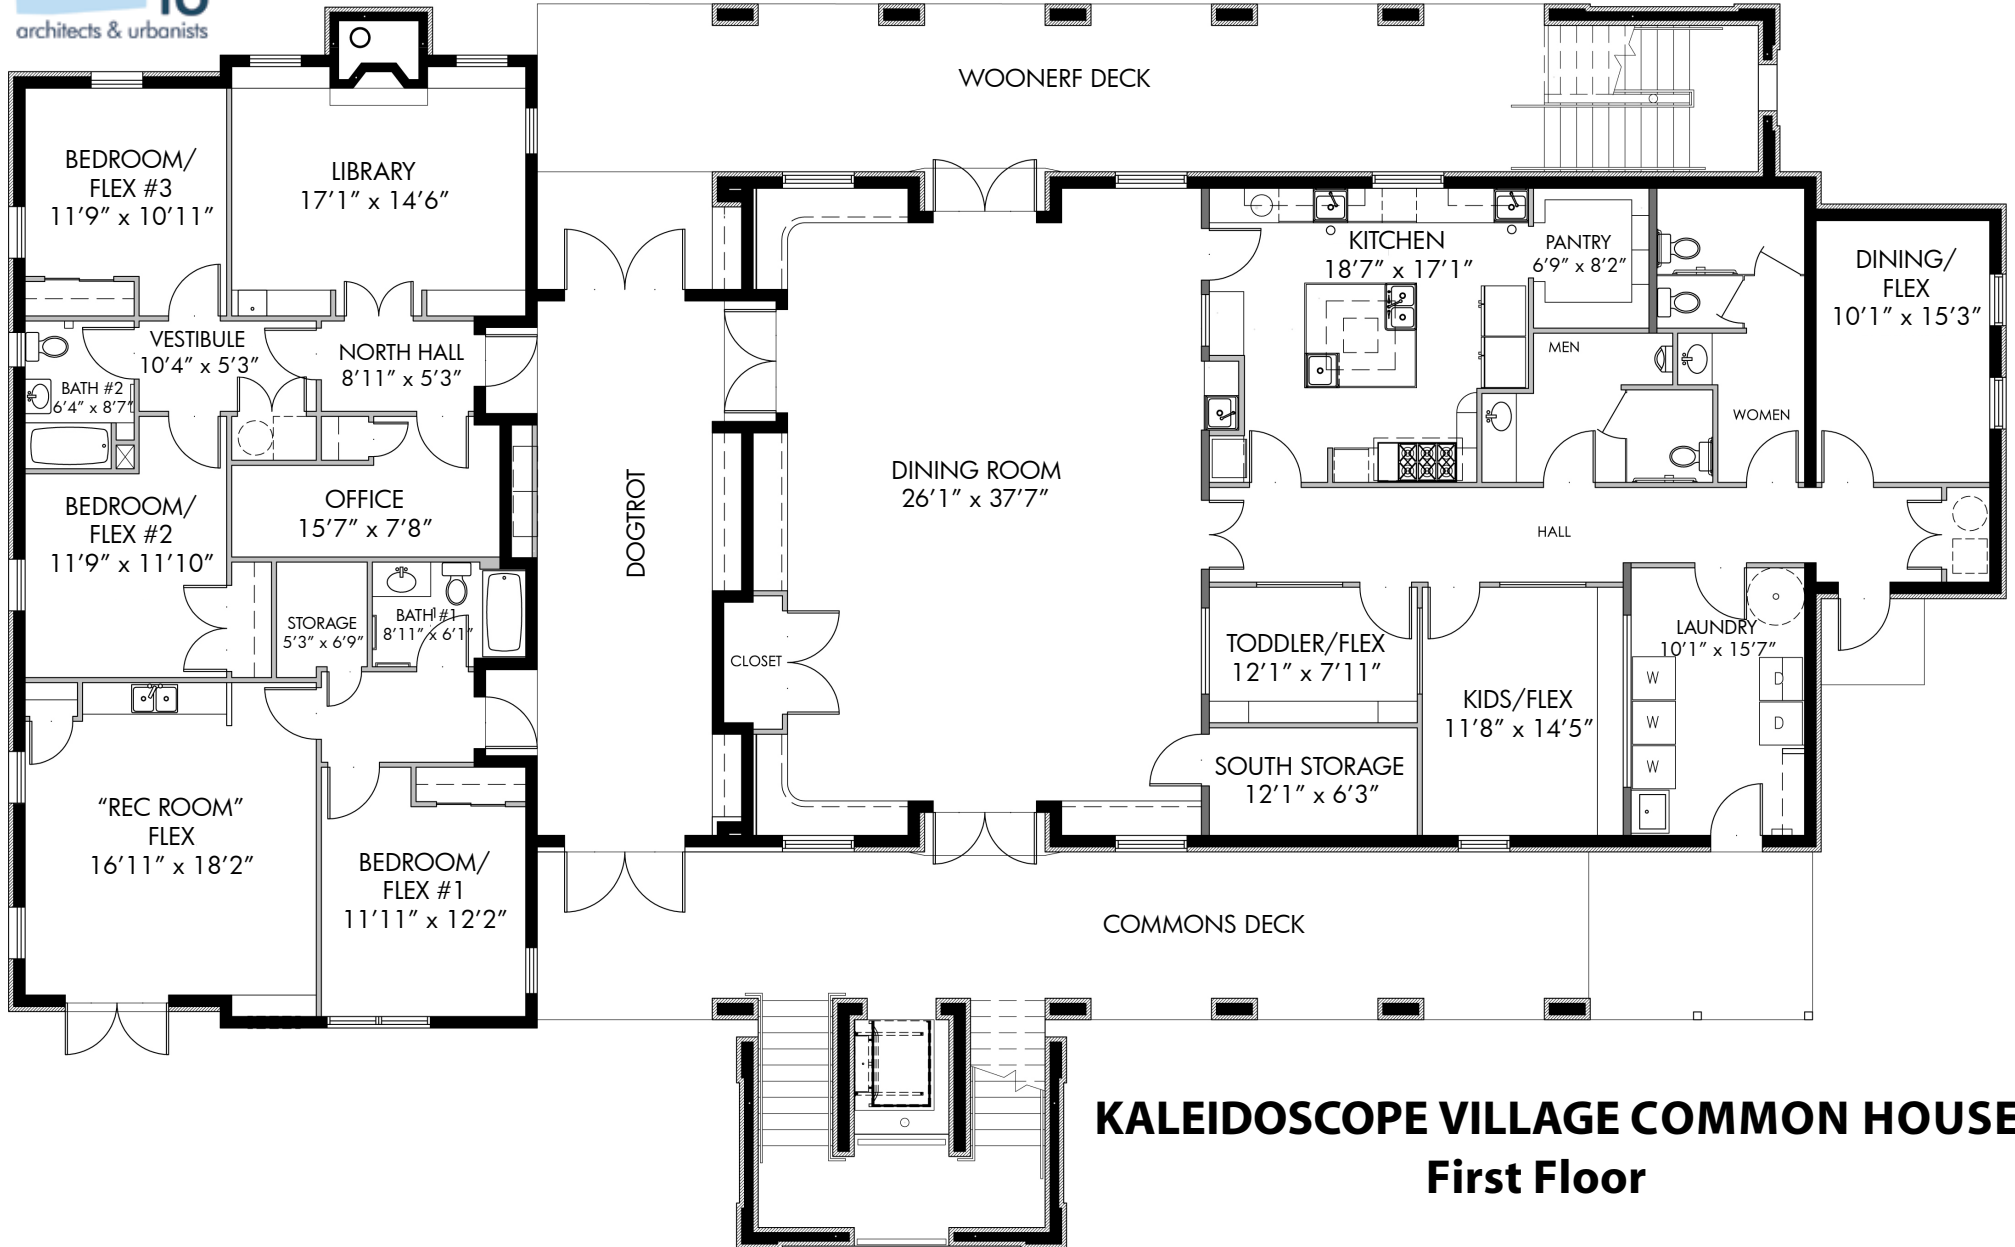 architects & urbanists
WOONERF DECK
BEDROOM/
FLEX #3
11'9" x 10'11"
LIBRARY
17'1" x 14'6"
KITCHEN
18'7" x 17'1"
PANTRY
6'9" x 8'2"
DINING/
FLEX
10'1" x 15'3"
VESTIBULE
10'4" x 5'3"
NORTH HALL
8'11" x 5'3"
BATH #2
6'4" x 8'7"
MEN
WOMEN
BEDROOM/
FLEX #2
11'9" x 11'10"
OFFICE
15'7" x 7'8"
DOGTROT
DINING ROOM
26'1" x 37'7"
HALL
STORAGE
5'3" x 6'9"
BATH #1
8'11" x 6'1"
CLOSET
TODDLER/FLEX
12'1" x 7'11"
KIDS/FLEX
11'8" x 14'5"
LAUNDRY
10'1" x 15'7"
W
D
W
D
W
SOUTH STORAGE
12'1" x 6'3"
"REC ROOM"
FLEX
16'11" x 18'2"
BEDROOM/
FLEX #1
11'11" x 12'2"
COMMONS DECK
KALEIDOSCOPE VILLAGE COMMON HOUSE
First Floor